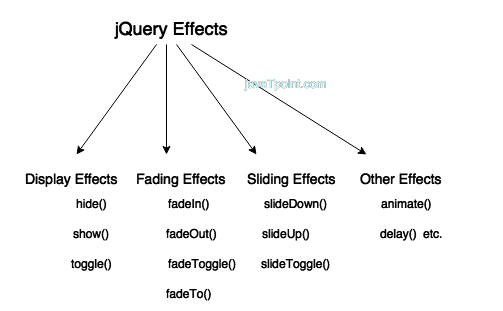 jQuery Effects
javaTpoint.com
Display Effects
hide()
show()
toggle()
Fading Effects
fadeIn()
fadeOut()
fadeToggle()
fadeTo()
Sliding Effects
slideDown()
slideUp()
slideToggle()
Other Effects
animate()
delay() etc.